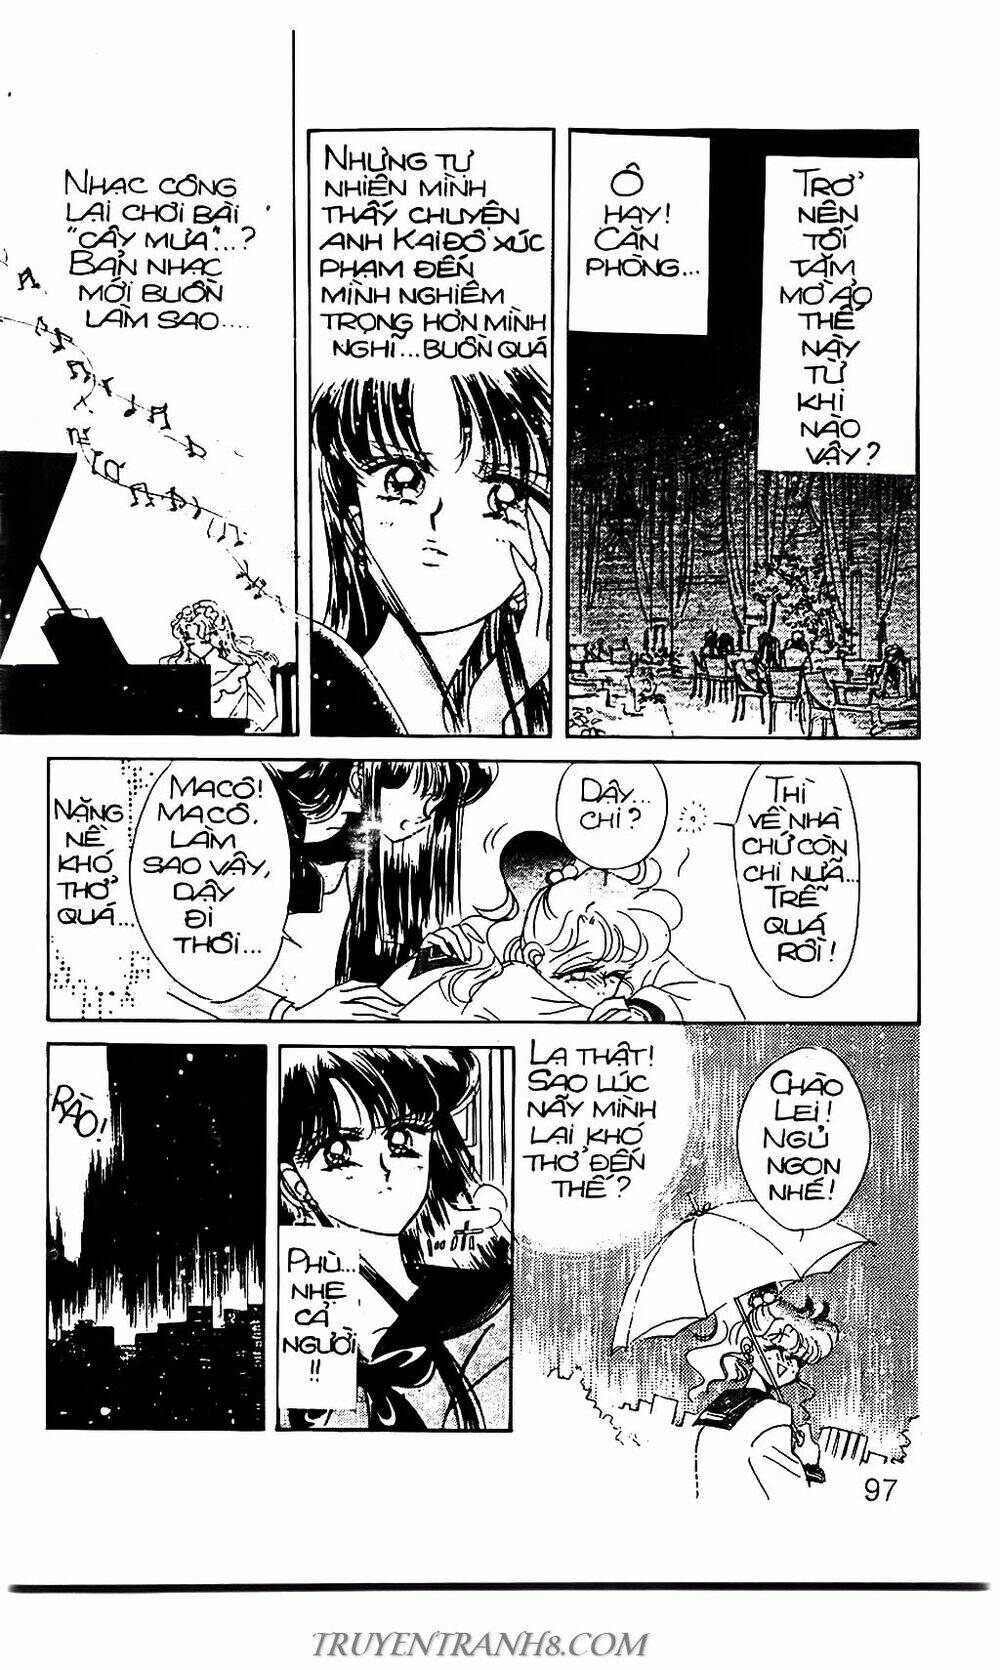 NHẠC CÔNG
LẠI CHƠI BÀI
"CÂY MƯA"...?
BẢN NHẠC
MỚI BUỒN
LÀM SAO....
NHƯNG TỰ
NHIÊN MÌNH
THẤY CHUYỆN
ANH KAIĐÔ XÚC
PHẠM ĐẾN
MÌNH NGHIÊM
TRỌNG HƠN MÌNH
NGHĨ...BUỒN QUÁ
Ô
HAY!
CĂN
PHÒNG...
TRỞ
NÊN
TỐI
TĂM
MỜ ẢO
THẾ
NÀY
TỪ
KHI
NÀO
VẬY?
NẶNG
NỀ
KHÓ
THỞ
QUÁ...
MACÔ!
MACÔ,
LÀM
SAO VẬY,
DẬY
ĐI
THÔI...
DẬY...
CHI?
THÌ
VỀ NHÀ
CHỨ CÒN
CHI NỮA...
TRỄ
QUÁ
RỒI!
RÀO!
PHÙ...
NHẸ
CẢ
NGƯỜI
!!
LẠ THẬT!
SAO LÚC
NÃY MÌNH
LẠI KHÓ
THỞ ĐẾN
THẾ?
CHÀO
LEI!
NGỦ
NGON
NHÉ!
97
TRUYENTRANH8.COM